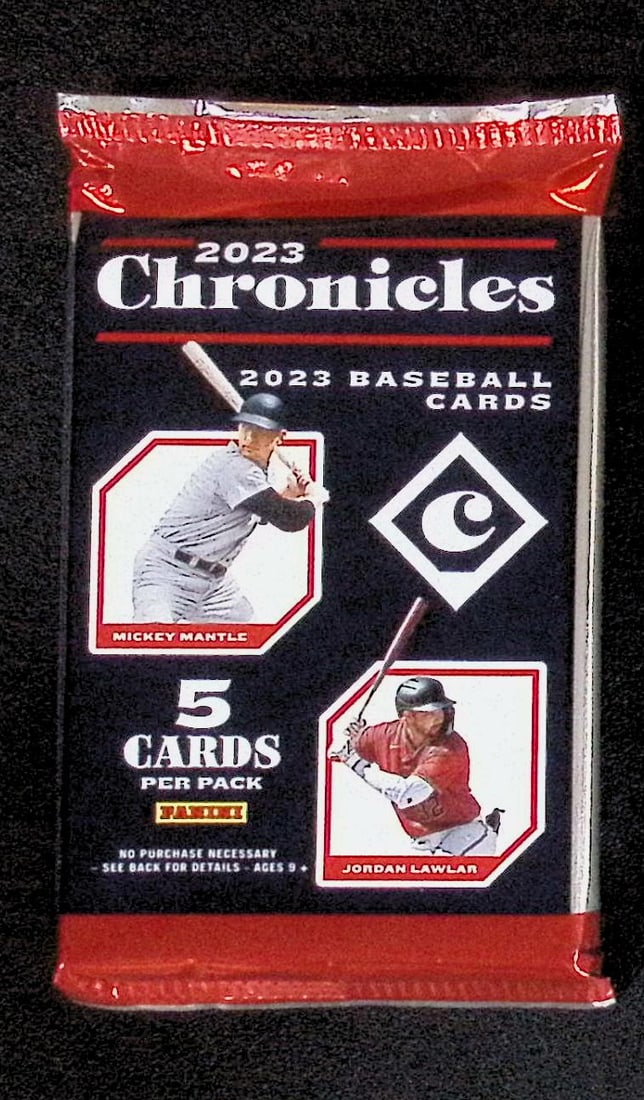 2023
Chronicles
2023 BASEBALL
CARDS
C
MICKEY MANTLE
5
CARDS
PER PACK
PANINI
NO PURCHASE NECESSARY
- SEE BACK FOR DETAILS - AGES 9 +
JORDAN LAWLAR